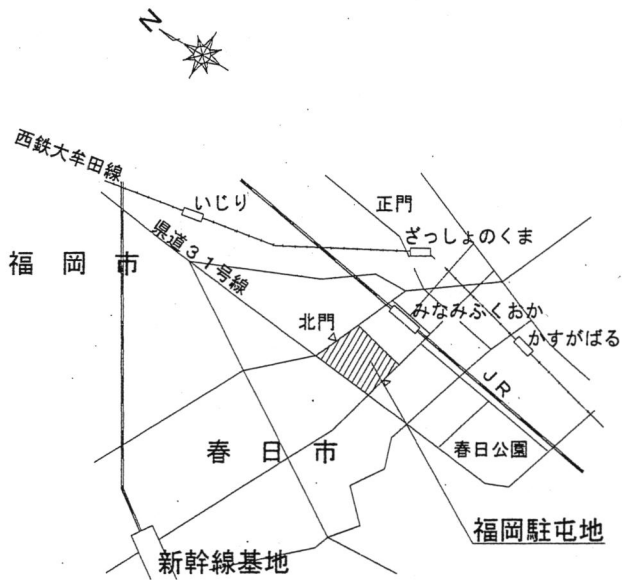 N
西鉄大牟田線
いじり
正門
県道31号線
ざっしょのくま
福岡市
北門
みなみふくおか
かすがばる
JR
春日市
春日公園
福岡駐屯地
新幹線基地